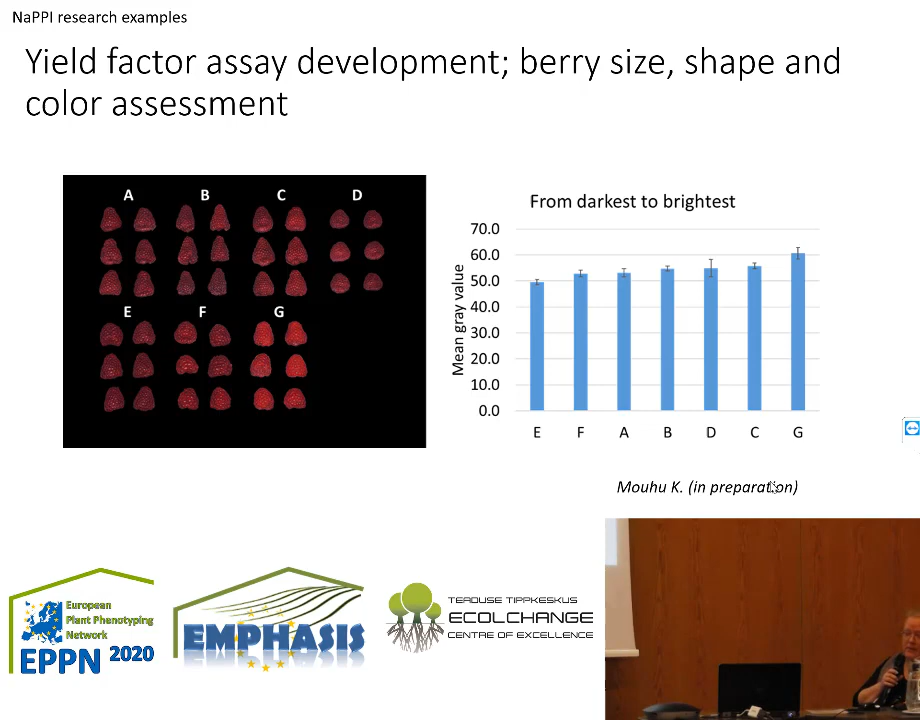 NaPPI research examples
Yield factor assay development; berry size, shape and
color assessment
A B C D
E F G
From darkest to brightest
Mean gray value
70.0
60.0
50.0
40.0
30.0
20.0
10.0
0.0
E F A B D C G
Mouhu K. (in preparation)
European
Plant Phenotyping
Network
EPPN 2020
EMPHASIS
TEADUSE TIPPKESKUS
ECOLCHANGE
CENTRE OF EXCELLENCE